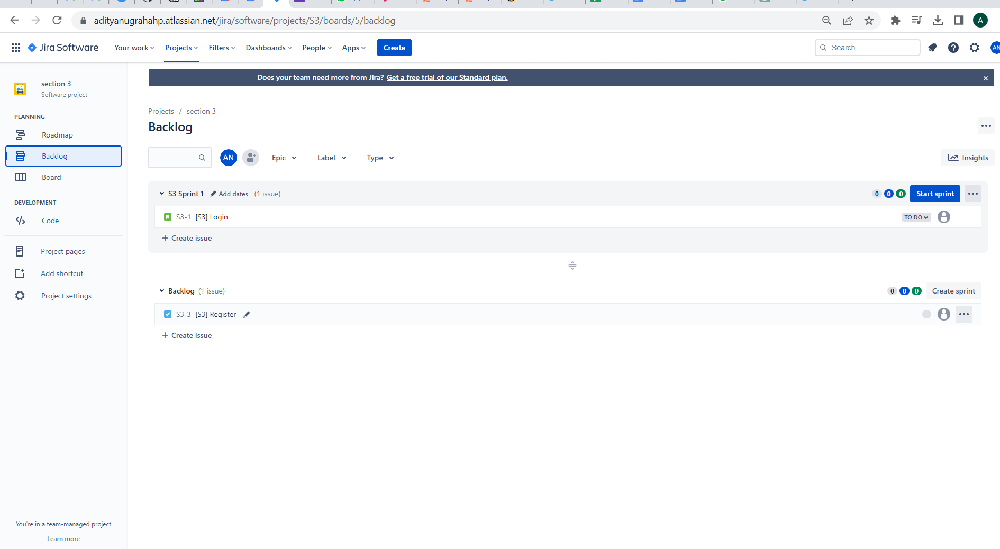 adityanugrahahp.atlassian.net/jira/software/projects/S3/boards/5/backlog
A
Jira Software
Your work
Projects
Filters
Dashboards
People
Apps
Create
Search
AN
Does your team need more from Jira? Get a free trial of our Standard plan.
section 3
Software project
PLANNING
Roadmap
Backlog
Board
DEVELOPMENT
Code
Project pages
Add shortcut
Project settings
You're in a team-managed project
Learn more
Projects / section 3
Backlog
AN
Epic
Label
Type
Insights
S3 Sprint 1 Add dates (1 issue) 0 0 0 Start sprint
S3-1 [S3] Login TO DO
+ Create issue
Backlog (1 issue) 0 0 0 Create sprint
S3-3 [S3] Register -
+ Create issue